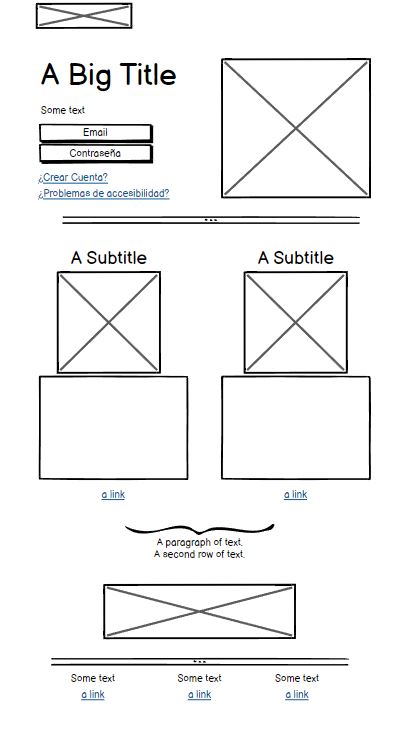 A Big Title
Some text
Email
Contraseña
¿Crear Cuenta?
¿Problemas de accesibilidad?
A Subtitle
A Subtitle
a link
a link
A paragraph of text.
A second row of text.
Some text
Some text
Some text
a link
a link
a link